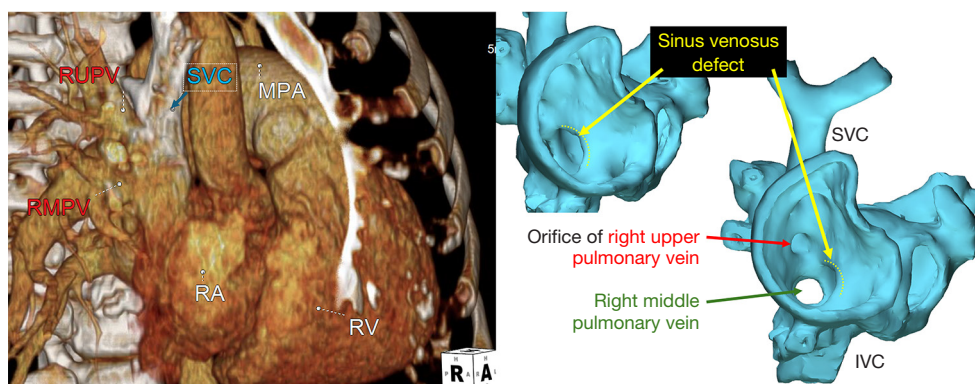 RUPV
SVC
MPA
5
RMPV
RA
RV
H
H
P
R
A
R
A
L
Sinus venosus
defect
SVC
Orifice of right upper
pulmonary vein
Right middle
pulmonary vein
IVC